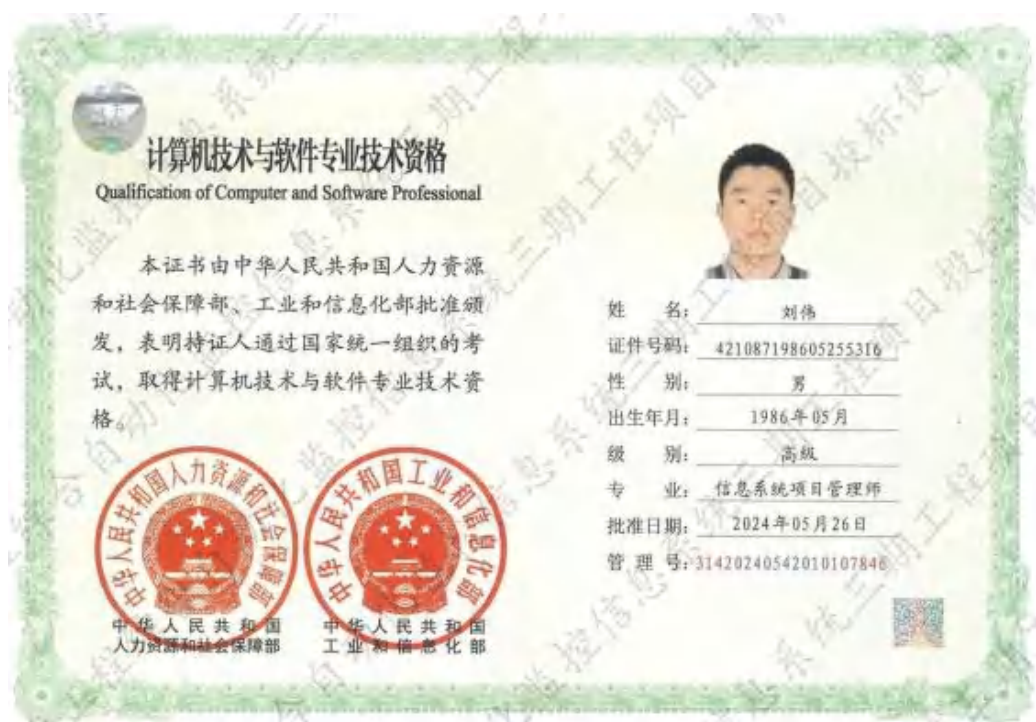 计算机技术与软件专业技术资格
Qualification of Computer and Software Professional
本证书由中华人民共和国人力资源
和社会保障部、工业和信息化部批准颁
发，表明持证人通过国家统一组织的考
试，取得计算机技术与软件专业技术资
格。
中华人民共和国人力资源和社会保障部
中华人民共和国工业和信息化部
中华人民共和国
人力资源和社会保障部
中华人民共和国
工业和信息化部
姓名：刘伟
证件号码：421087198605255316
性别：男
出生年月：1986年05月
级别：高级
专业：信息系统项目管理师
批准日期：2024年05月26日
管理号：31420240542010107846